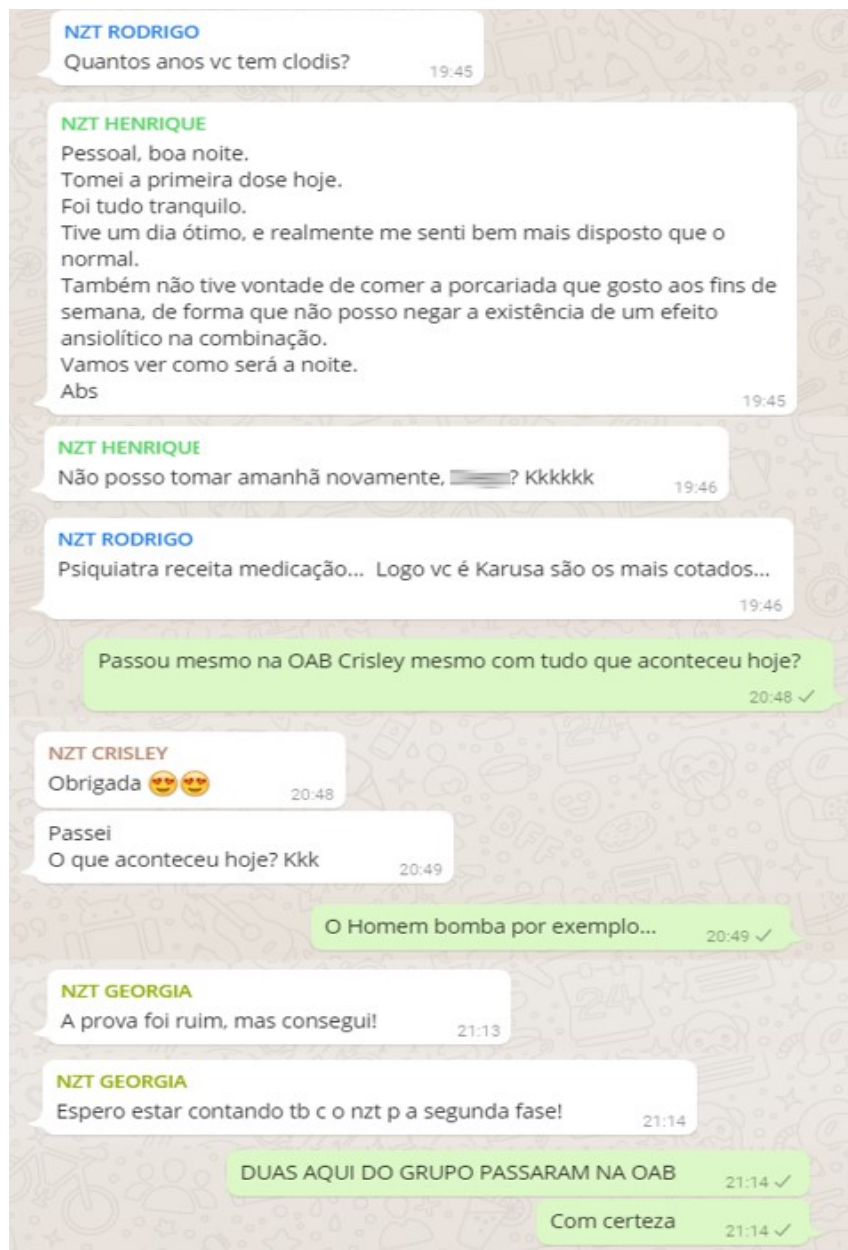 NZT RODRIGO
Quantos anos vc tem clodis?
19:45
NZT HENRIQUE
Pessoal, boa noite.
Tomei a primeira dose hoje.
Foi tudo tranquilo.
Tive um dia ótimo, e realmente me senti bem mais disposto que o
normal.
Também não tive vontade de comer a porcariada que gosto aos fins de
semana, de forma que não posso negar a existência de um efeito
ansiolítico na combinação.
Vamos ver como será a noite.
Abs
19:45
NZT HENRIQUE
Não posso tomar amanhã novamente, ? Kkkkkk
19:46
NZT RODRIGO
Psiquiatra receita medicação... Logo vc é Karusa são os mais cotados...
19:46
Passou mesmo na OAB Crisley mesmo com tudo que aconteceu hoje?
20:48
NZT CRISLEY
Obrigada 😍😍
20:48
Passei
O que aconteceu hoje? Kkk
20:49
O Homem bomba por exemplo...
20:49
NZT GEORGIA
A prova foi ruim, mas consegui!
21:13
NZT GEORGIA
Espero estar contando tb c o nzt p a segunda fase!
21:14
DUAS AQUI DO GRUPO PASSARAM NA OAB
21:14
Com certeza
21:14